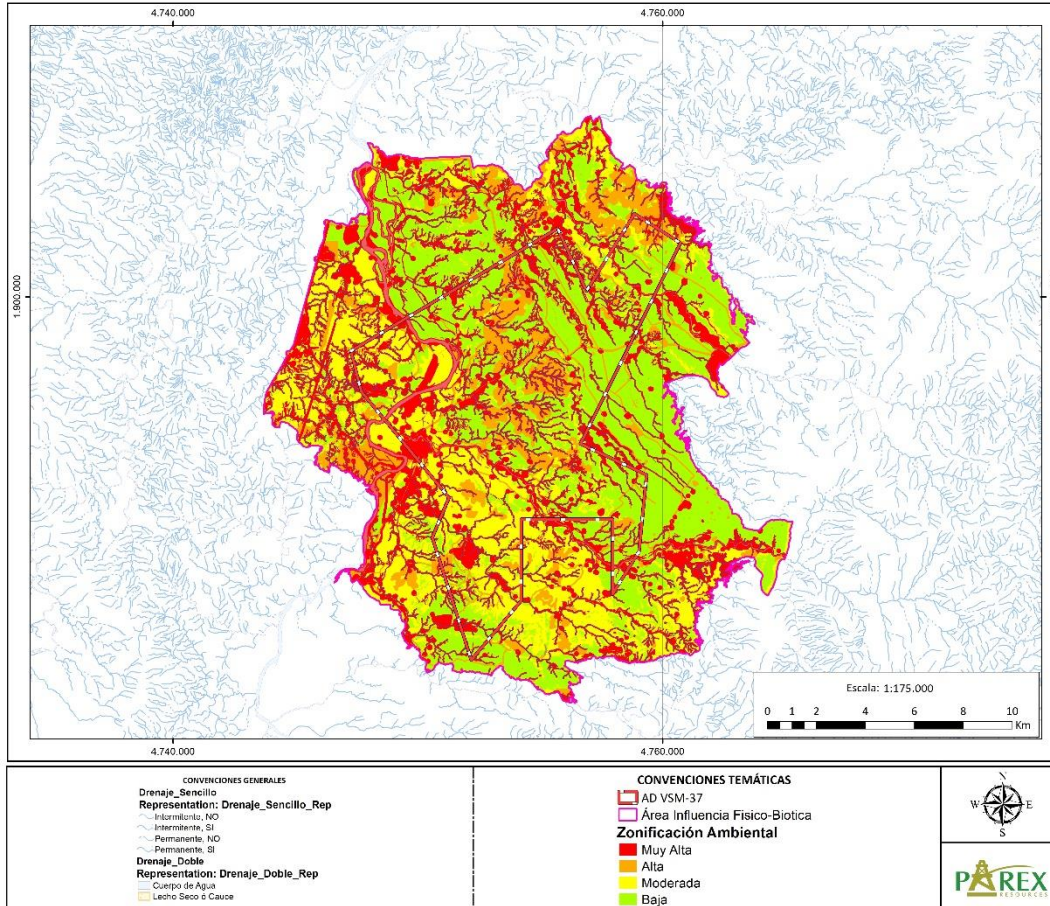 4.740.000
4.760.000
1.900.000
Escala: 1:175.000
0 1 2 4 6 8 10
Km
4.740.000
4.760.000
CONVENCIONES GENERALES
Drenaje_Sencillo
Representation: Drenaje_Sencillo_Rep
Intermitente, NO
Intermitente, SI
Permanente, NO
Permanente, SI
Drenaje_Doble
Representation: Drenaje_Doble_Rep
Cuerpo de Agua
Lecho Seco ó Cauce
CONVENCIONES TEMÁTICAS
AD VSM-37
Área Influencia Fisico-Biotica
Zonificación Ambiental
Muy Alta
Alta
Moderada
Baja
N
W E
S
PAREX
RESOURCES